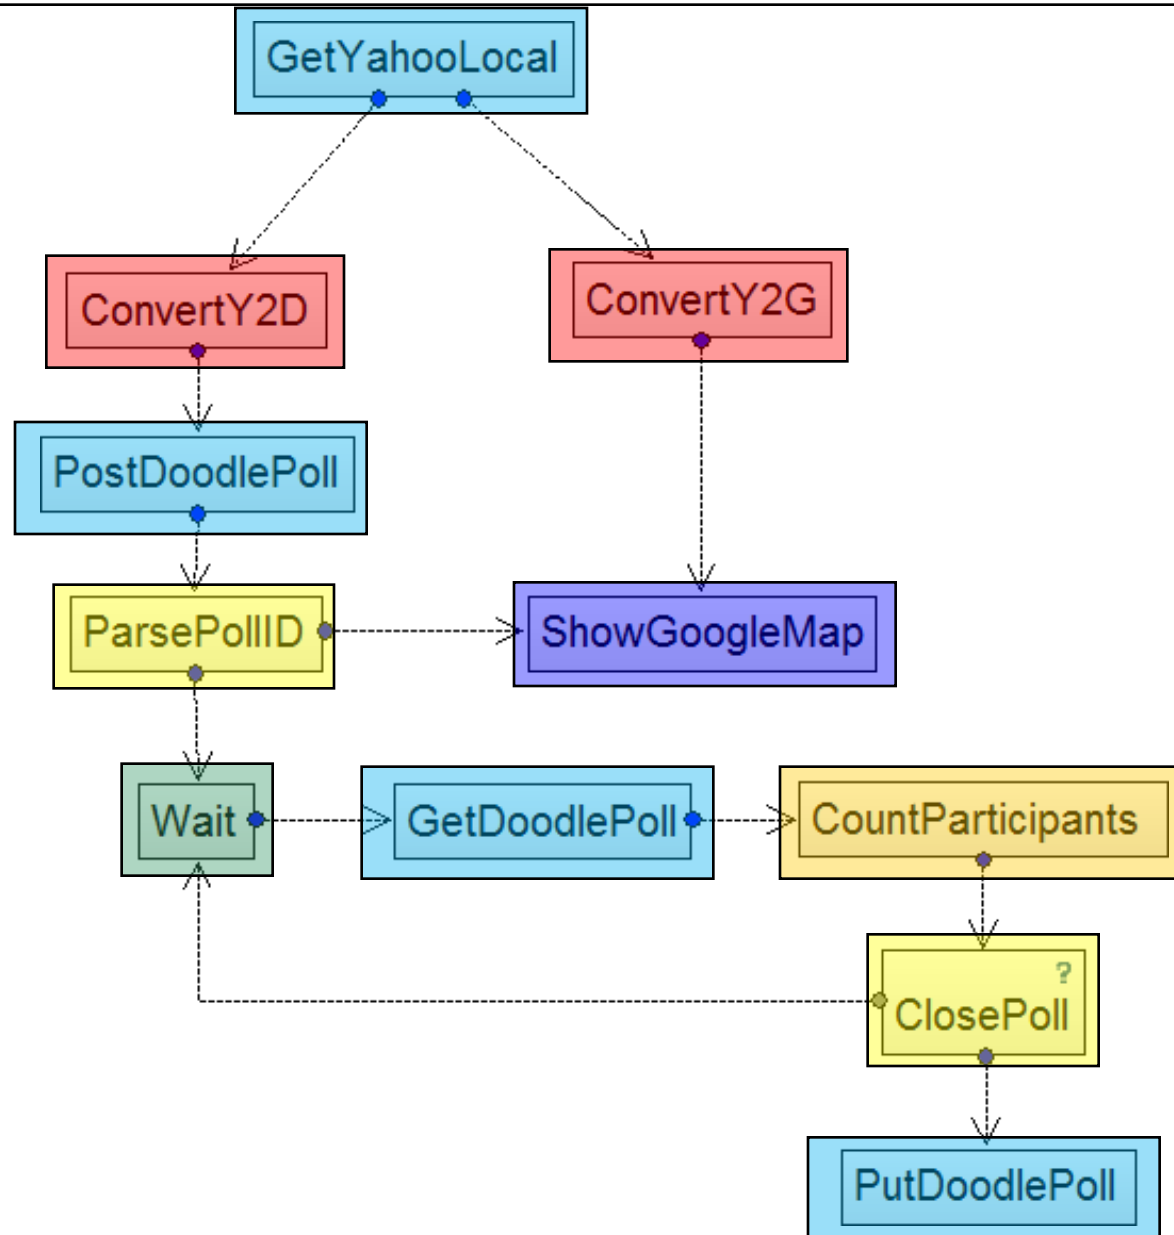 GetYahooLocal
ConvertY2D
ConvertY2G
PostDoodlePoll
ParsePollID
ShowGoogleMap
Wait
GetDoodlePoll
CountParticipants
?
ClosePoll
PutDoodlePoll